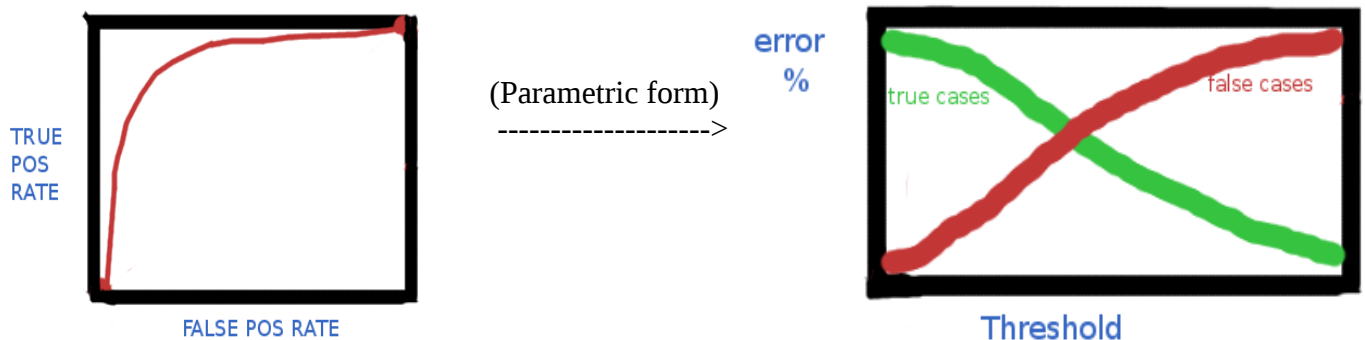 TRUE
POS
RATE
FALSE POS RATE
(Parametric form)
-------------------->
error
%
true cases
false cases
Threshold